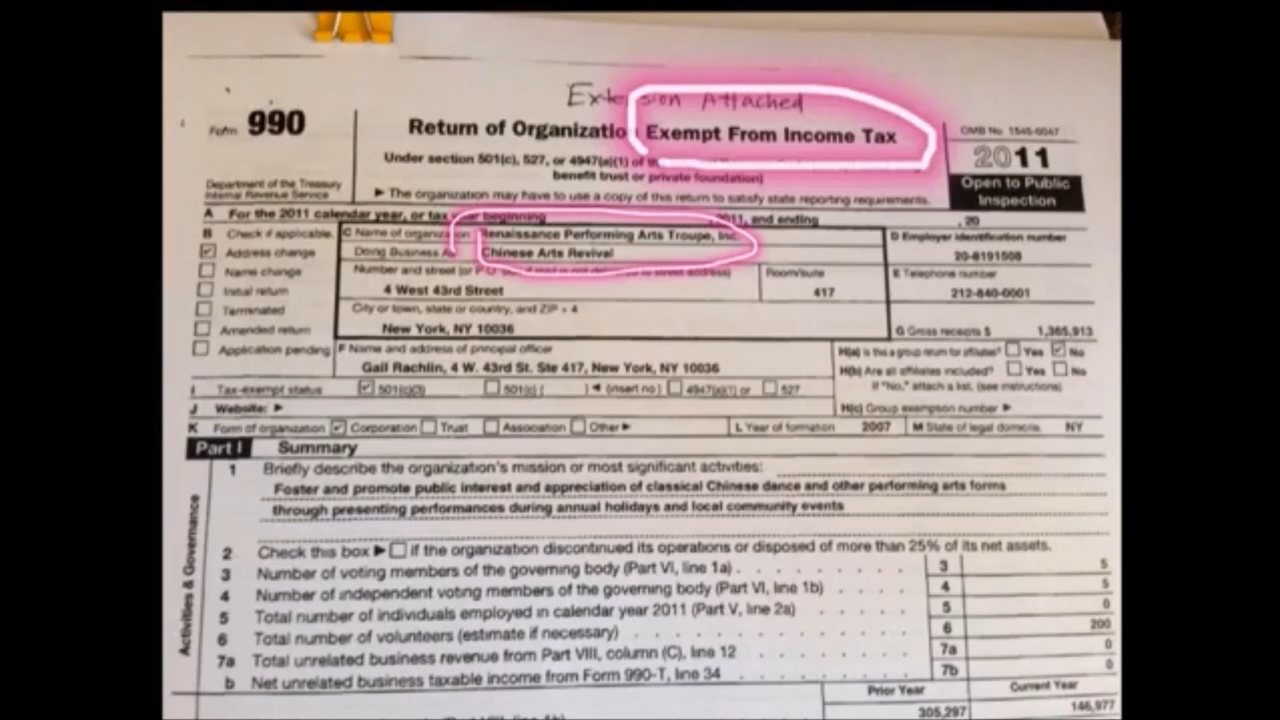 Extension Attached
Form 990
Return of Organization Exempt From Income Tax
OMB No 1545-0047
Under section 501(c), 527, or 4947(a)(1) of
benefit trust or private foundation)
2011
Department of the Treasury
Internal Revenue Service
► The organization may have to use a copy of this return to satisfy state reporting requirements.
Open to Public
Inspection
A For the 2011 calendar year, or tax year beginning , 2011, and ending , 20
B Check if applicable.
C Name of organization Renaissance Performing Arts Troupe, Inc.
D Employer identification number
Address change
Doing Business As Chinese Arts Revival
20-8191508
Name change
Number and street (or P O
Room/suite
E Telephone number
Initial return
4 West 43rd Street
417
212-840-0001
Terminated
City or town, state or country, and ZIP + 4
Amended return
New York, NY 10036
G Gross receipts $ 1,365,913
Application pending
F Name and address of principal officer
H(a) Is this a group return for affiliates? Yes No
Gail Rachlin, 4 W. 43rd St. Ste 417, New York, NY 10036
H(b) Are all affiliates included? Yes No
I Tax-exempt status 501(c)(3) 501(c) ( ) ◄ (insert no) 4947(a)(1) or 527
If "No," attach a list. (see instructions)
J Website: ►
H(c) Group exemption number ►
K Form of organization Corporation Trust Association Other ►
L Year of formation 2007
M State of legal domicile. NY
Part I Summary
1 Briefly describe the organization's mission or most significant activities:
Foster and promote public interest and appreciation of classical Chinese dance and other performing arts forms
through presenting performances during annual holidays and local community events
Activities & Governance
2 Check this box ► if the organization discontinued its operations or disposed of more than 25% of its net assets.
3 Number of voting members of the governing body (Part VI, line 1a) . 3 5
4 Number of independent voting members of the governing body (Part VI, line 1b) 4 5
5 Total number of individuals employed in calendar year 2011 (Part V, line 2a) 5 0
6 Total number of volunteers (estimate if necessary) 6 200
7a Total unrelated business revenue from Part VIII, column (C), line 12 7a 0
b Net unrelated business taxable income from Form 990-T, line 34 7b 0
Prior Year Current Year
305,297 146,977